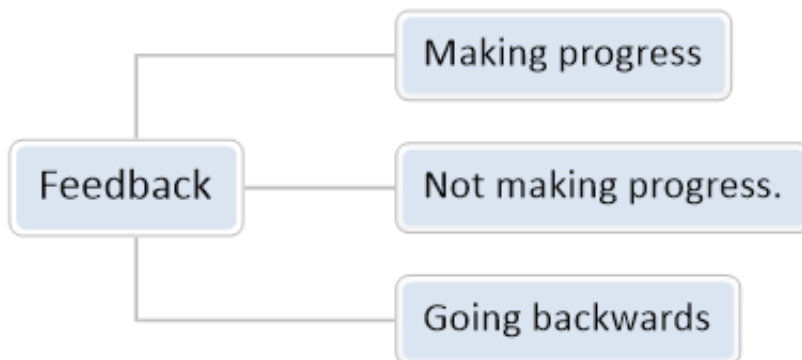 Making progress
Feedback
Not making progress.
Going backwards